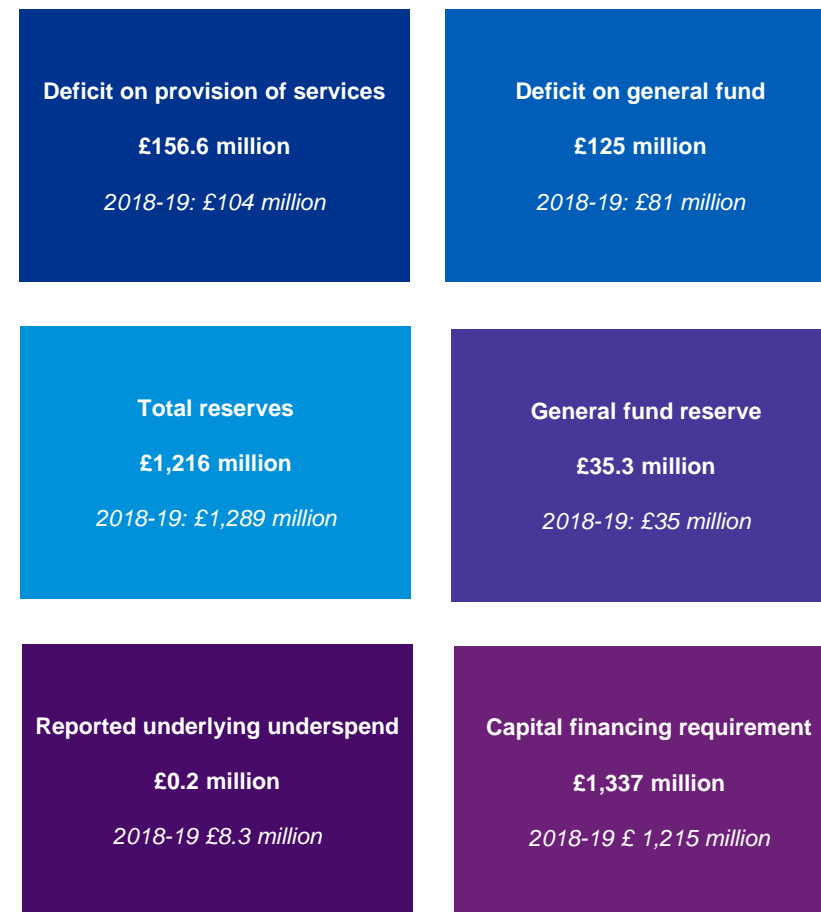 Deficit on provision of services
£156.6 million
2018-19: £104 million
Deficit on general fund
£125 million
2018-19: £81 million
Total reserves
£1,216 million
2018-19: £1,289 million
General fund reserve
£35.3 million
2018-19: £35 million
Reported underlying underspend
£0.2 million
2018-19 £8.3 million
Capital financing requirement
£1,337 million
2018-19 £ 1,215 million